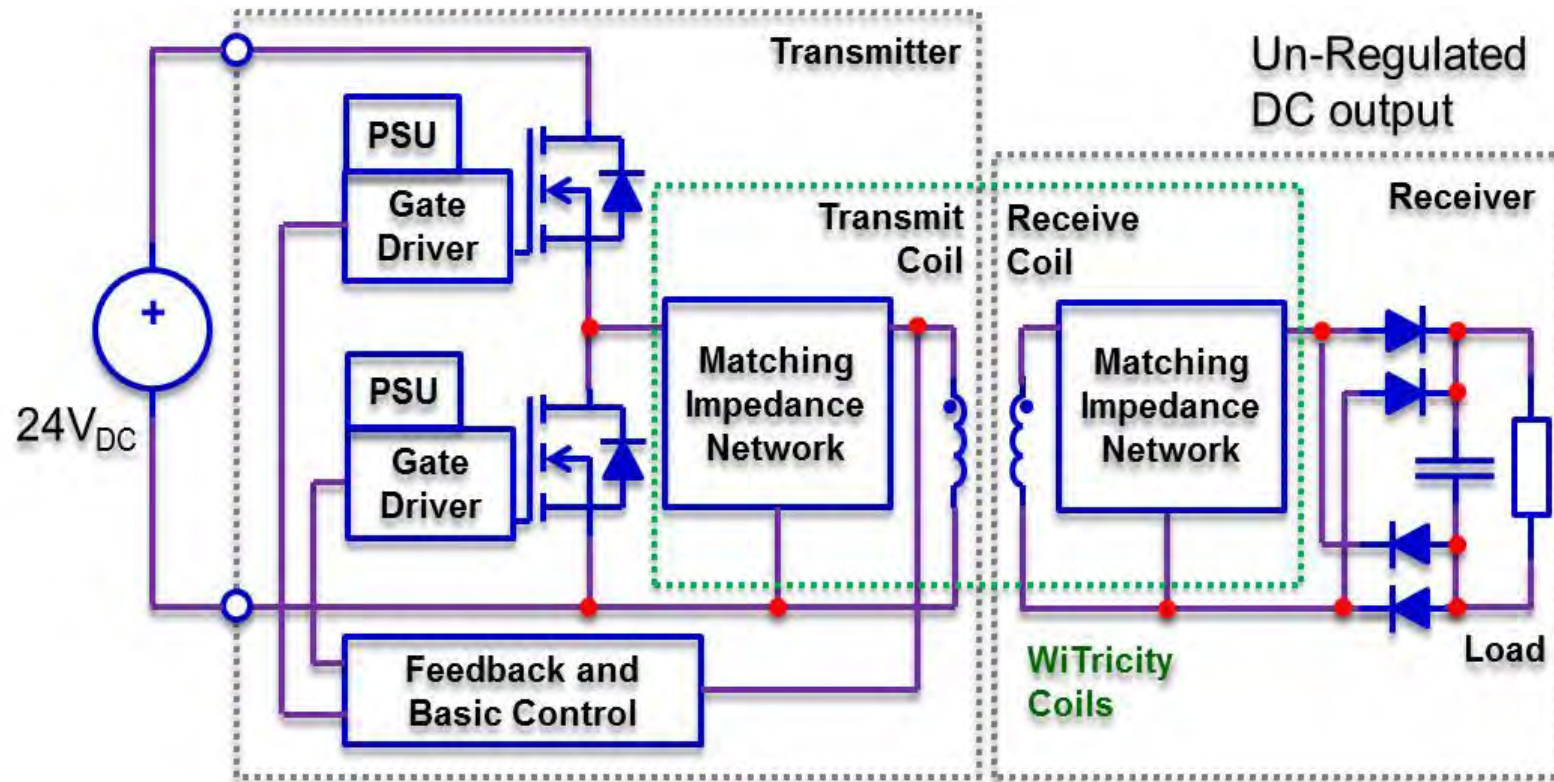 Transmitter
Un-Regulated
DC output
PSU
Gate
Driver
Transmit
Coil
Receive
Coil
Receiver
+
24V_DC
Matching
Impedance
Network
Matching
Impedance
Network
PSU
Gate
Driver
Feedback and
Basic Control
WiTricity
Coils
Load